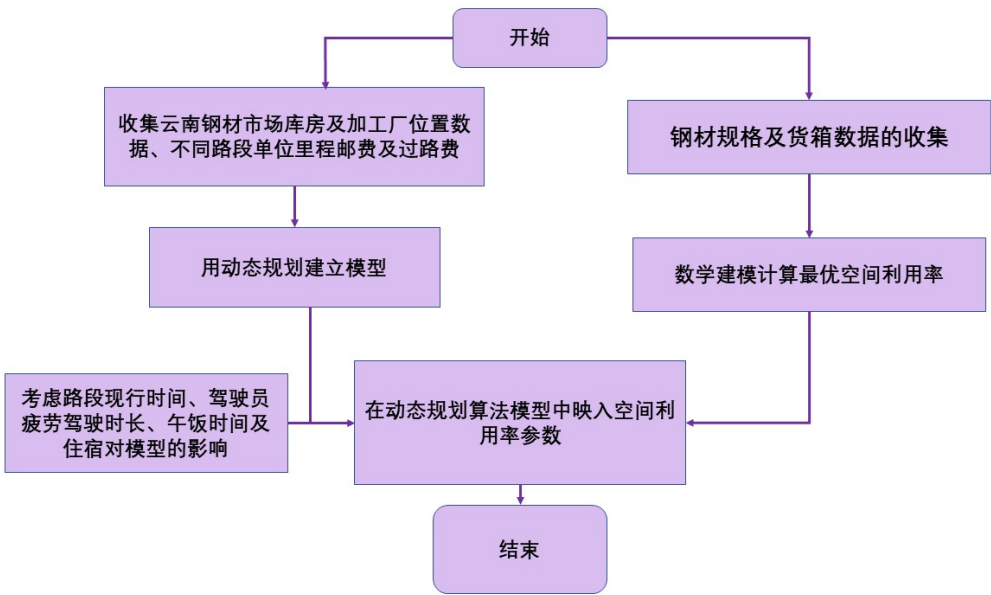 开始
收集云南钢材市场库房及加工厂位置数
据、不同路段单位里程邮费及过路费
钢材规格及货箱数据的收集
用动态规划建立模型
数学建模计算最优空间利用率
考虑路段现行时间、驾驶员
疲劳驾驶时长、午饭时间及
住宿对模型的影响
在动态规划算法模型中映入空间利
用率参数
结束